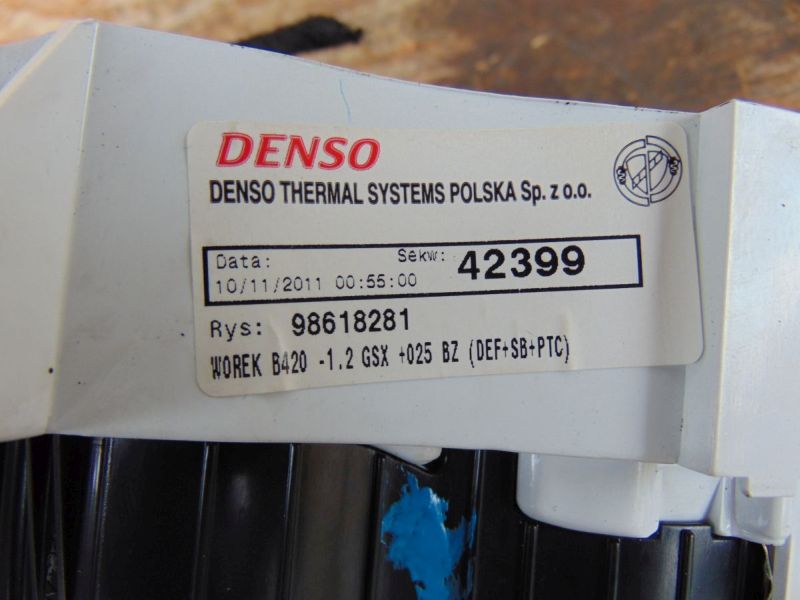 DENSO
DENSO THERMAL SYSTEMS POLSKA Sp. z o.o.
Data: Sekw: 42399
10/11/2011 00:55:00
Rys: 98618281
WOREK B420 -1.2 GSX +025 BZ (DEF+SB+PTC)